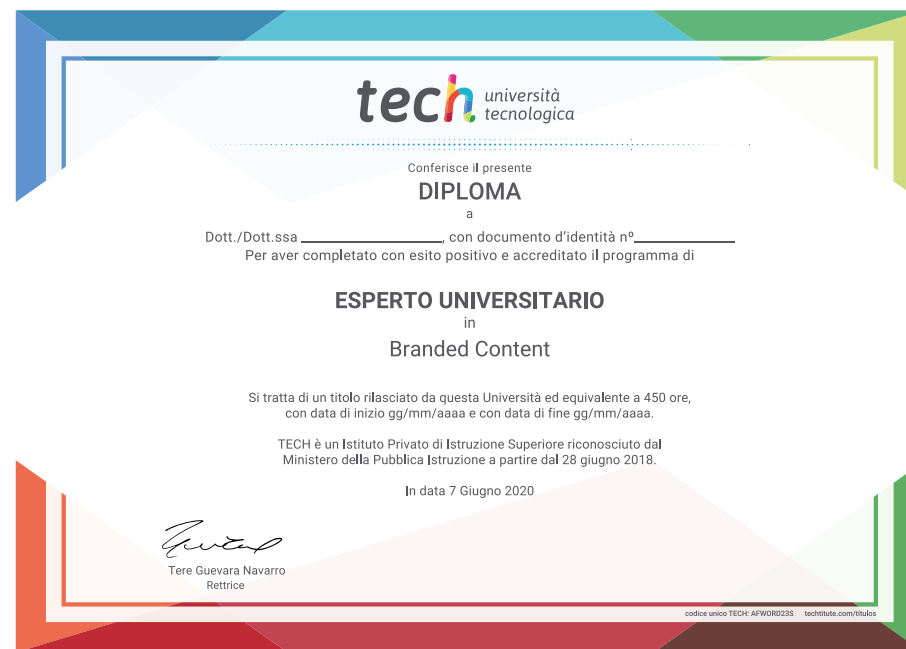 tech università
tecnologica
Conferisce il presente
DIPLOMA
a
Dott./Dott.ssa ____________________, con documento d'identità nº______________
Per aver completato con esito positivo e accreditato il programma di
ESPERTO UNIVERSITARIO
in
Branded Content
Si tratta di un titolo rilasciato da questa Università ed equivalente a 450 ore,
con data di inizio gg/mm/aaaa e con data di fine gg/mm/aaaa.
TECH è un Istituto Privato di Istruzione Superiore riconosciuto dal
Ministero della Pubblica Istruzione a partire dal 28 giugno 2018.
In data 7 Giugno 2020
Tere Guevara Navarro
Rettrice
codice unico TECH: AFWORD23S techtitute.com/titulos